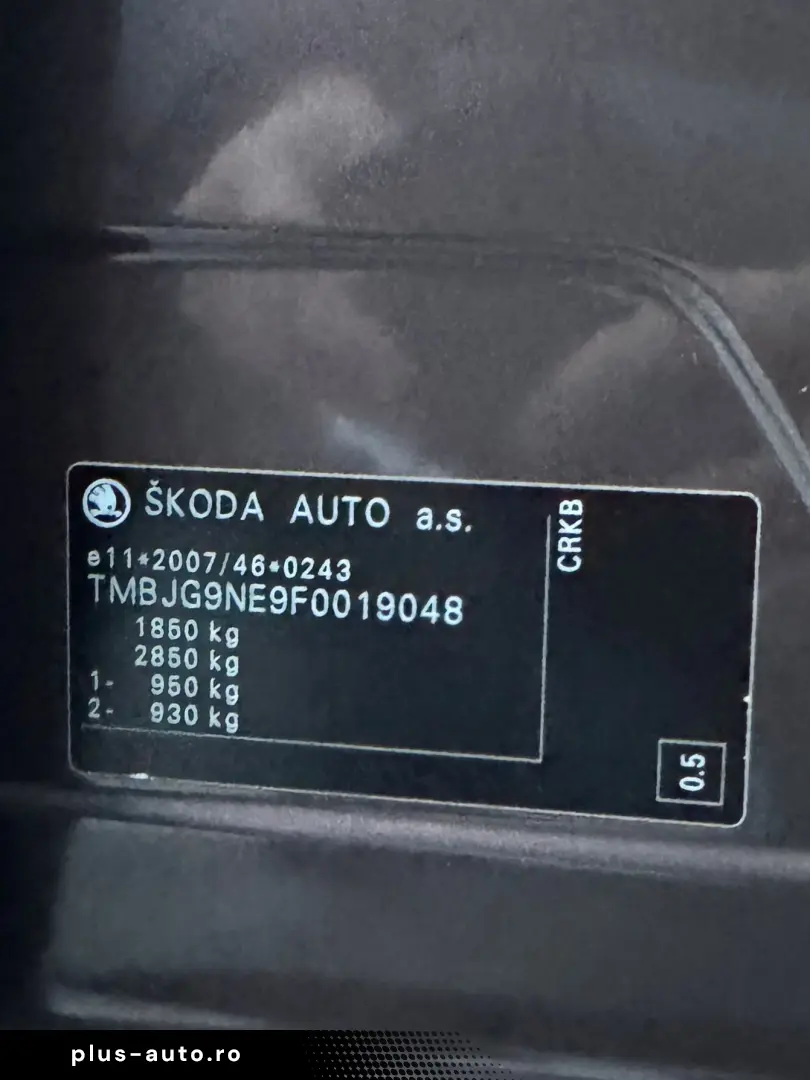 ŠKODA AUTO a.s.
e11*2007/46*0243
TMBJG9NE9F0019048
1850 kg
2850 kg
1- 950 kg
2- 930 kg
CRKB
0.5
plus-auto.ro